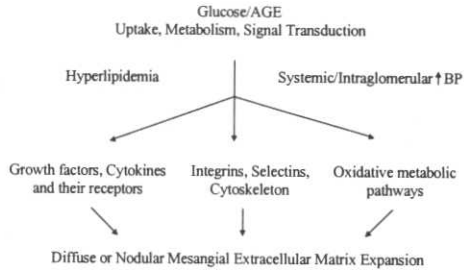 Glucose/AGE
Uptake, Metabolism, Signal Transduction
Hyperlipidemia
Systemic/Intraglomerular↑BP
Growth factors, Cytokines
and their receptors
Integrins, Selectins,
Cytoskeleton
Oxidative metabolic
pathways
Diffuse or Nodular Mesangial Extracellular Matrix Expansion